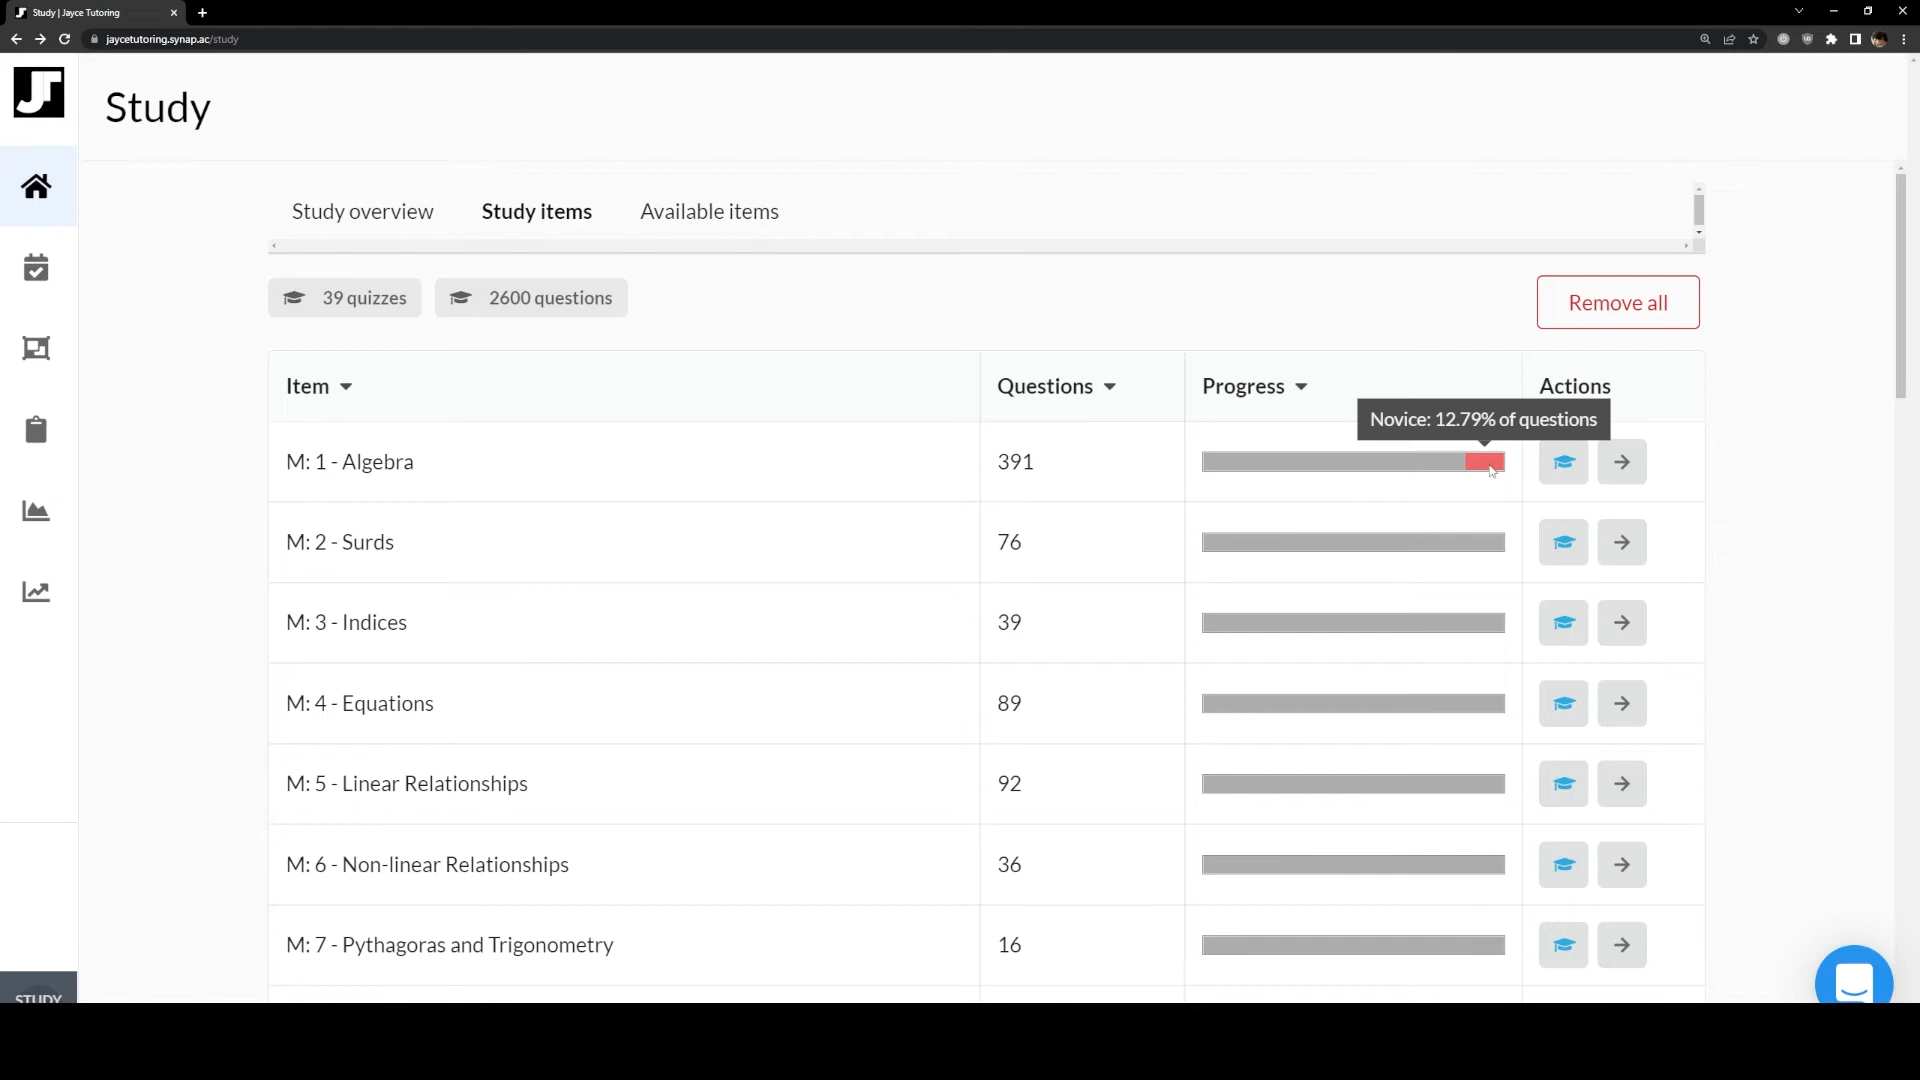 Study | Jayce Tutoring
jaycetutoring.synap.ac/study
Study
Study overview
Study items
Available items
39 quizzes
2600 questions
Remove all
Item
Questions
Progress
Actions
Novice: 12.79% of questions
M: 1 - Algebra
391
M: 2 - Surds
76
M: 3 - Indices
39
M: 4 - Equations
89
M: 5 - Linear Relationships
92
M: 6 - Non-linear Relationships
36
M: 7 - Pythagoras and Trigonometry
16
STUDY